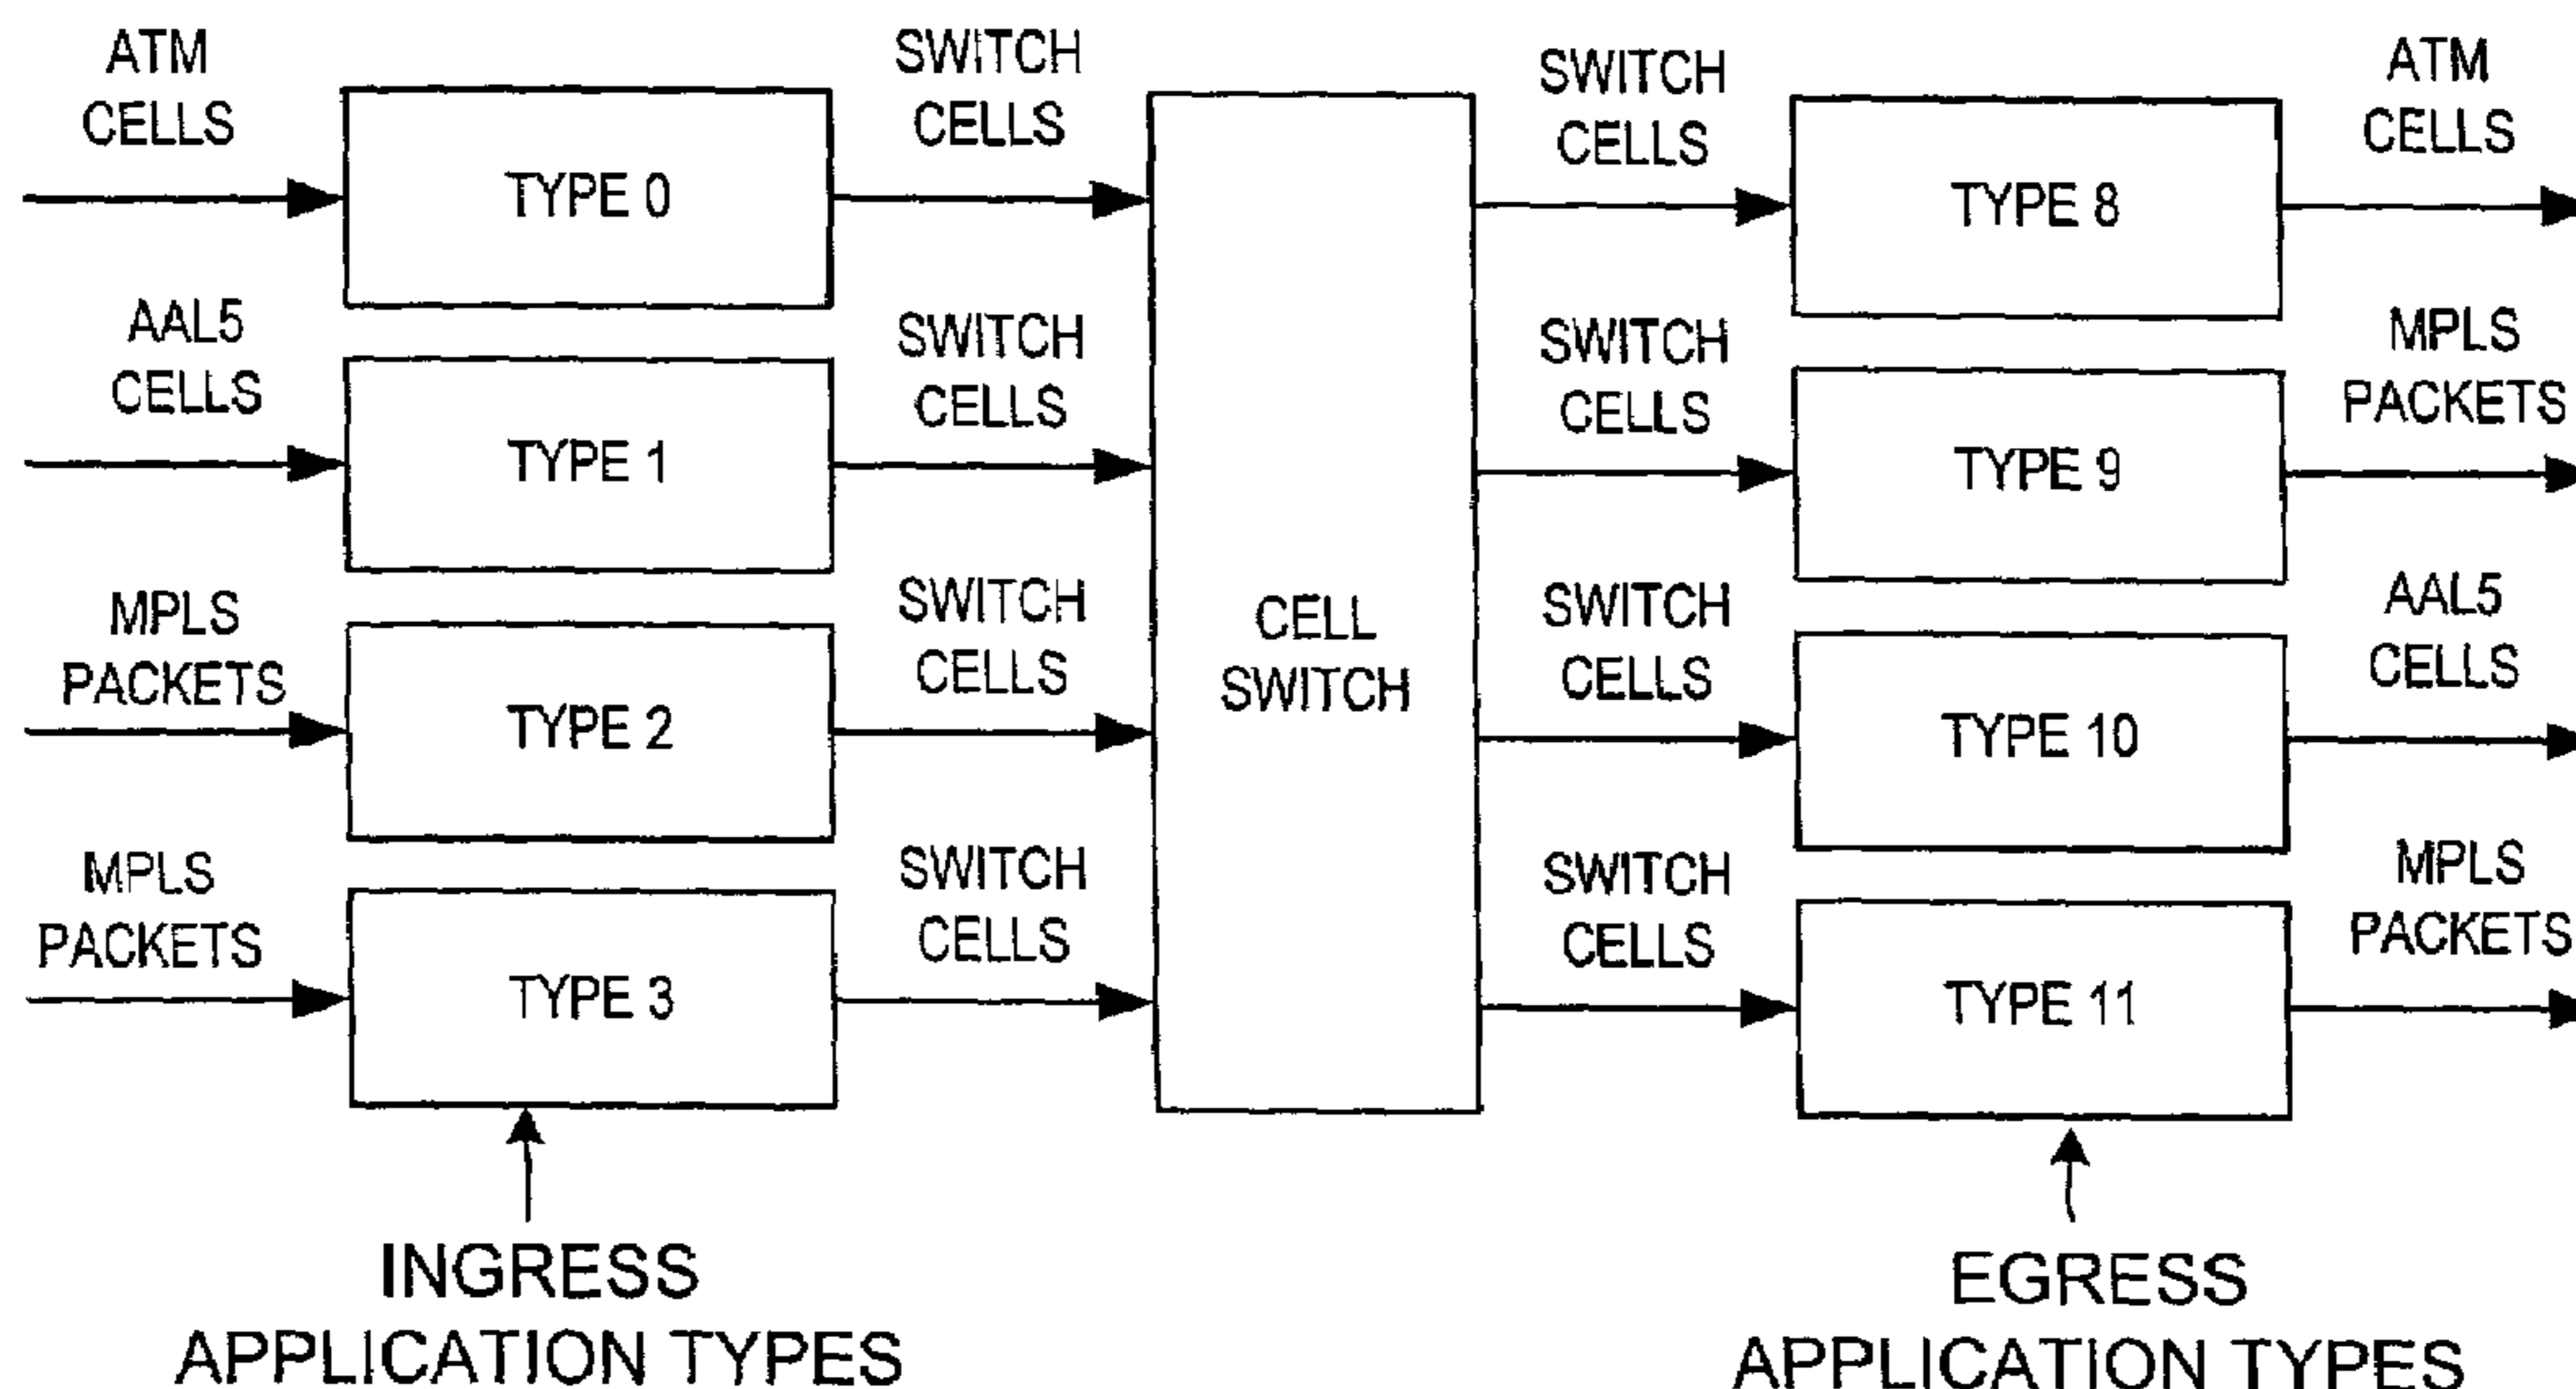 ATM
CELLS
TYPE 0
SWITCH
CELLS
SWITCH
CELLS
TYPE 8
ATM
CELLS
AAL5
CELLS
TYPE 1
SWITCH
CELLS
SWITCH
CELLS
TYPE 9
MPLS
PACKETS
MPLS
PACKETS
TYPE 2
SWITCH
CELLS
CELL
SWITCH
SWITCH
CELLS
TYPE 10
AAL5
CELLS
MPLS
PACKETS
TYPE 3
SWITCH
CELLS
SWITCH
CELLS
TYPE 11
MPLS
PACKETS
INGRESS
APPLICATION TYPES
EGRESS
APPLICATION TYPES